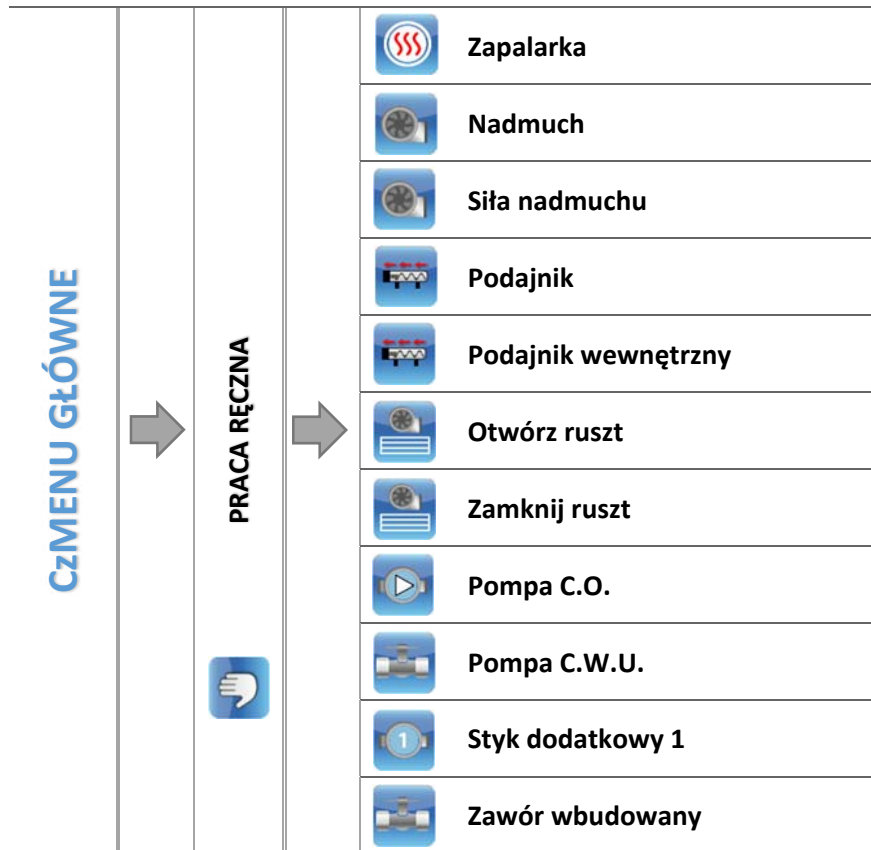 CzMENU GŁÓWNE
PRACA RĘCZNA
Zapalarka
Nadmuch
Siła nadmuchu
Podajnik
Podajnik wewnętrzny
Otwórz ruszt
Zamknij ruszt
Pompa C.O.
Pompa C.W.U.
1
Styk dodatkowy 1
Zawór wbudowany